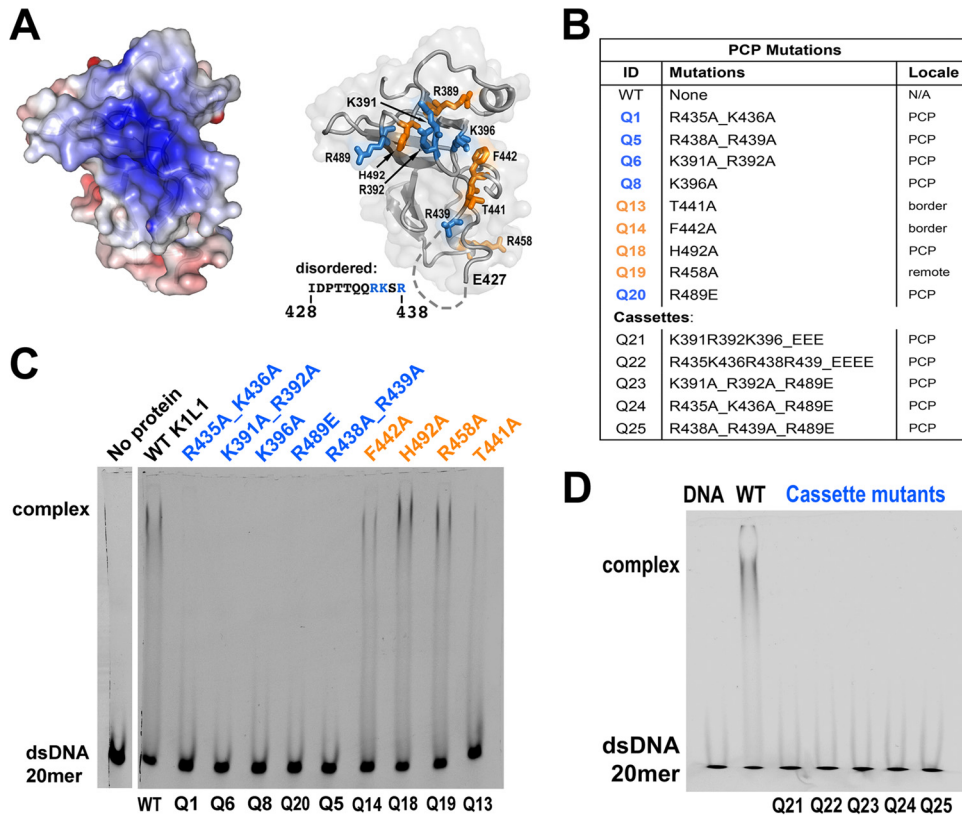 A
K391
R389
K396
R489
H492
R392
F442
R439
T441
R458
E427
disordered:
IDPTTQQRKSR
428 438
B
PCP Mutations
ID Mutations Locale
WT None N/A
Q1 R435A_K436A PCP
Q5 R438A_R439A PCP
Q6 K391A_R392A PCP
Q8 K396A PCP
Q13 T441A border
Q14 F442A border
Q18 H492A PCP
Q19 R458A remote
Q20 R489E PCP
Cassettes:
Q21 K391R392K396_EEE PCP
Q22 R435K436R438R439_EEEE PCP
Q23 K391A_R392A_R489E PCP
Q24 R435A_K436A_R489E PCP
Q25 R438A_R439A_R489E PCP
C
No protein
WT K1L1
R435A_K436A
K391A_R392A
K396A
R489E
R438A_R439A
F442A
H492A
R458A
T441A
complex
dsDNA
20mer
WT Q1 Q6 Q8 Q20 Q5 Q14 Q18 Q19 Q13
D
DNA WT Cassette mutants
complex
dsDNA
20mer
Q21 Q22 Q23 Q24 Q25